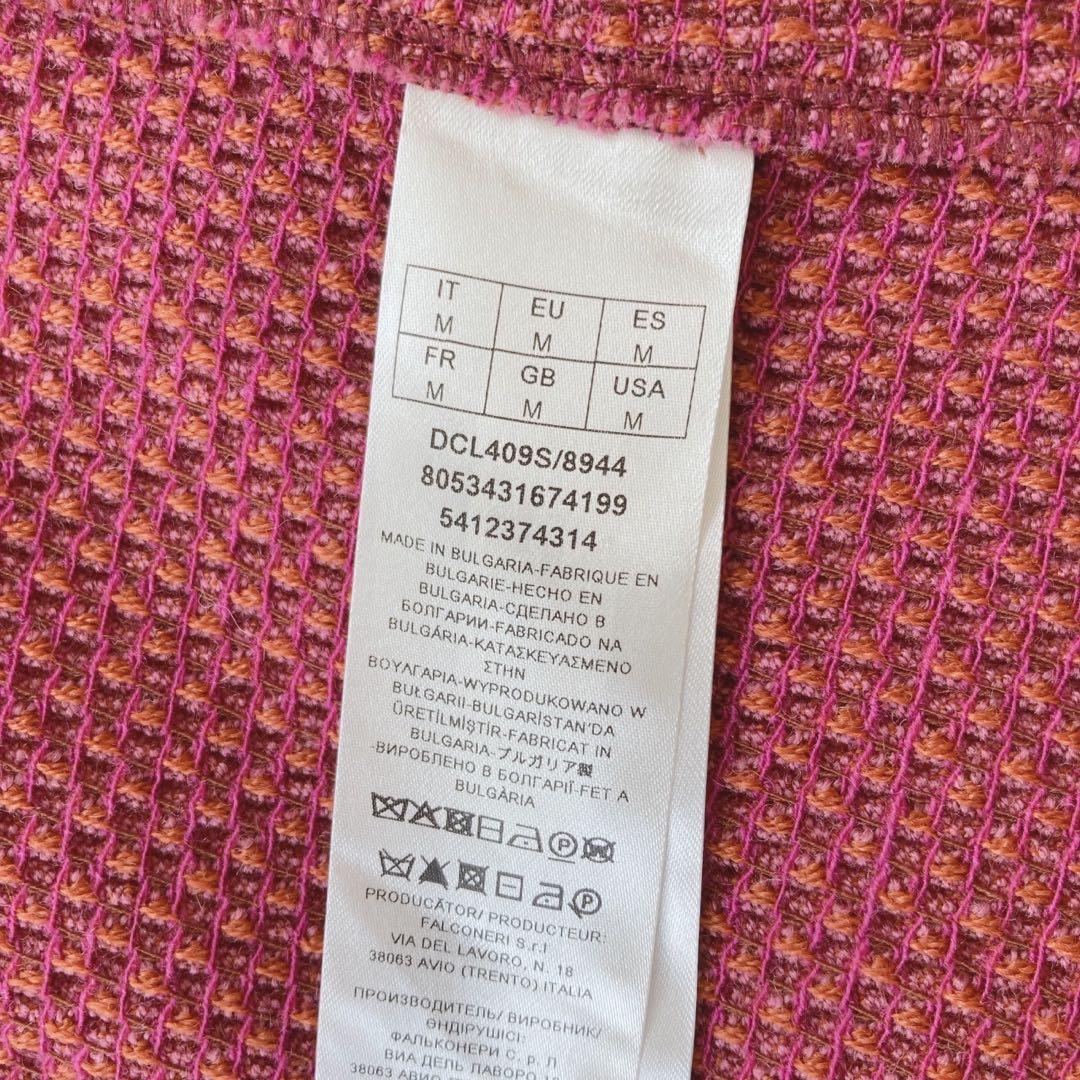 IT EU ES
M M M
FR GB USA
M M M
DCL409S/8944
8053431674199
5412374314
MADE IN BULGARIA-FABRIQUE EN
BULGARIE-HECHO EN
BULGARIA-СДЕЛАНО В
БОЛГАРИИ-FABRICADO NA
BULGÁRIA-ΚΑΤΑΣΚΕΥΑΣΜΕΝΟ
ΣΤΗΝ
ΒΟΥΛΓΑΡΙΑ-WYPRODUKOWANO W
BUŁGARII-BULGARİSTAN'DA
ÜRETİLMİŞTİR-FABRICAT IN
BULGARIA-ブルガリア製
-ВИРОБЛЕНО В БОЛГАРІЇ-FET A
BULGÀRIA
P W
P
PRODUCĂTOR/ PRODUCTEUR:
FALCONERI S.r.l
VIA DEL LAVORO, N. 18
38063 AVIO (TRENTO) ITALIA
ПРОИЗВОДИТЕЛЬ/ ВИРОБНИК/
ӨНДІРУШІСІ:
ФАЛЬКОНЕРИ С. р. Л
ВИА ДЕЛЬ ЛАВОРО
38063 АВИО